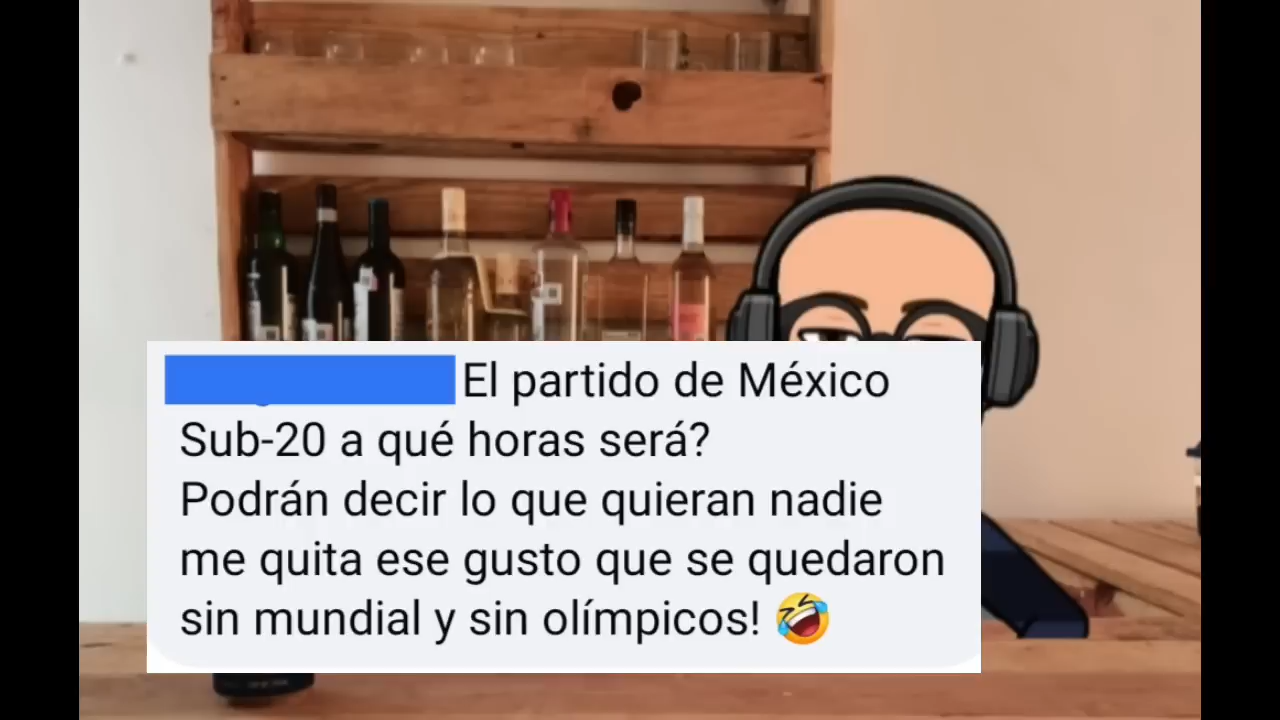 El partido de México
Sub-20 a qué horas será?
Podrán decir lo que quieran nadie
me quita ese gusto que se quedaron
sin mundial y sin olímpicos! 🤣